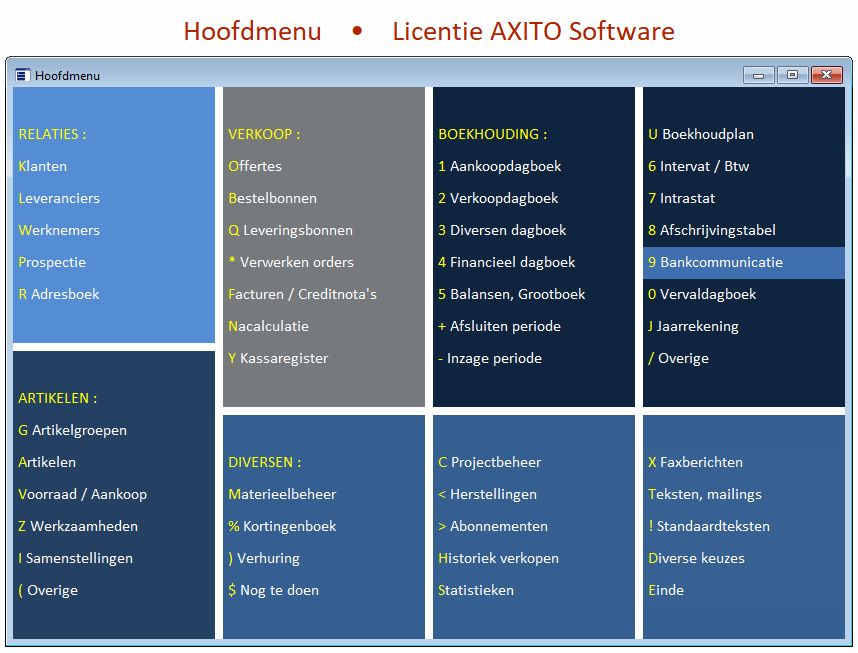 Hoofdmenu • Licentie AXITO Software
Hoofdmenu
RELATIES :
Klanten
Leveranciers
Werknemers
Prospectie
R Adresboek
ARTIKELEN :
G Artikelgroepen
Artikelen
Voorraad / Aankoop
Z Werkzaamheden
I Samenstellingen
( Overige
VERKOOP :
Offertes
Bestelbonnen
Q Leveringsbonnen
* Verwerken orders
Facturen / Creditnota's
Nacalculatie
Y Kassaregister
DIVERSEN :
Materieelbeheer
% Kortingenboek
) Verhuring
$ Nog te doen
BOEKHOUDING :
1 Aankoopdagboek
2 Verkoopdagboek
3 Diversen dagboek
4 Financieel dagboek
5 Balansen, Grootboek
+ Afsluiten periode
- Inzage periode
C Projectbeheer
< Herstellingen
> Abonnementen
Historiek verkopen
Statistieken
U Boekhoudplan
6 Intervat / Btw
7 Intrastat
8 Afschrijvingstabel
9 Bankcommunicatie
0 Vervaldagboek
J Jaarrekening
/ Overige
X Faxberichten
Teksten, mailings
! Standaardteksten
Diverse keuzes
Einde